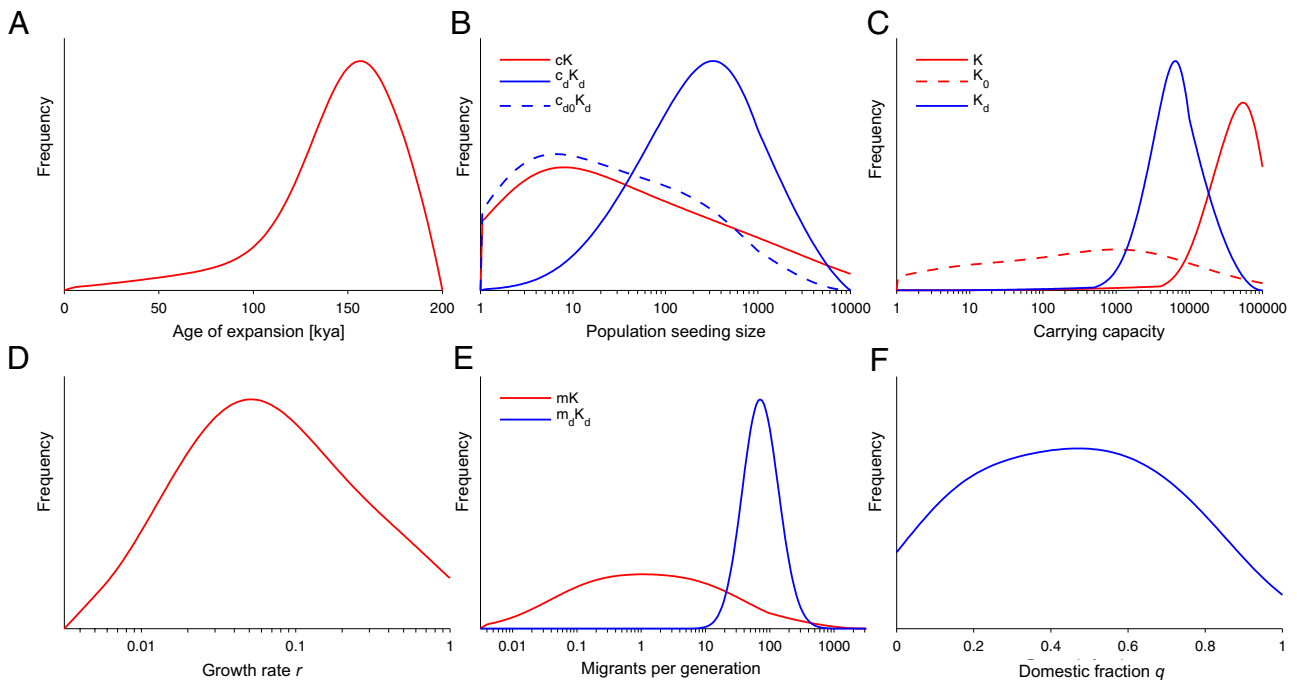 A
Frequency
0
50
100
150
200
Age of expansion [kya]
B
Frequency
cK
c_dK_d
c_d0K_d
1
10
100
1000
10000
Population seeding size
C
Frequency
K
K_0
K_d
1
10
100
1000
10000
100000
Carrying capacity
D
Frequency
0.01
0.1
1
Growth rate r
E
Frequency
mK
m_dK_d
0.01
0.1
1
10
100
1000
Migrants per generation
F
Frequency
0
0.2
0.4
0.6
0.8
1
Domestic fraction q